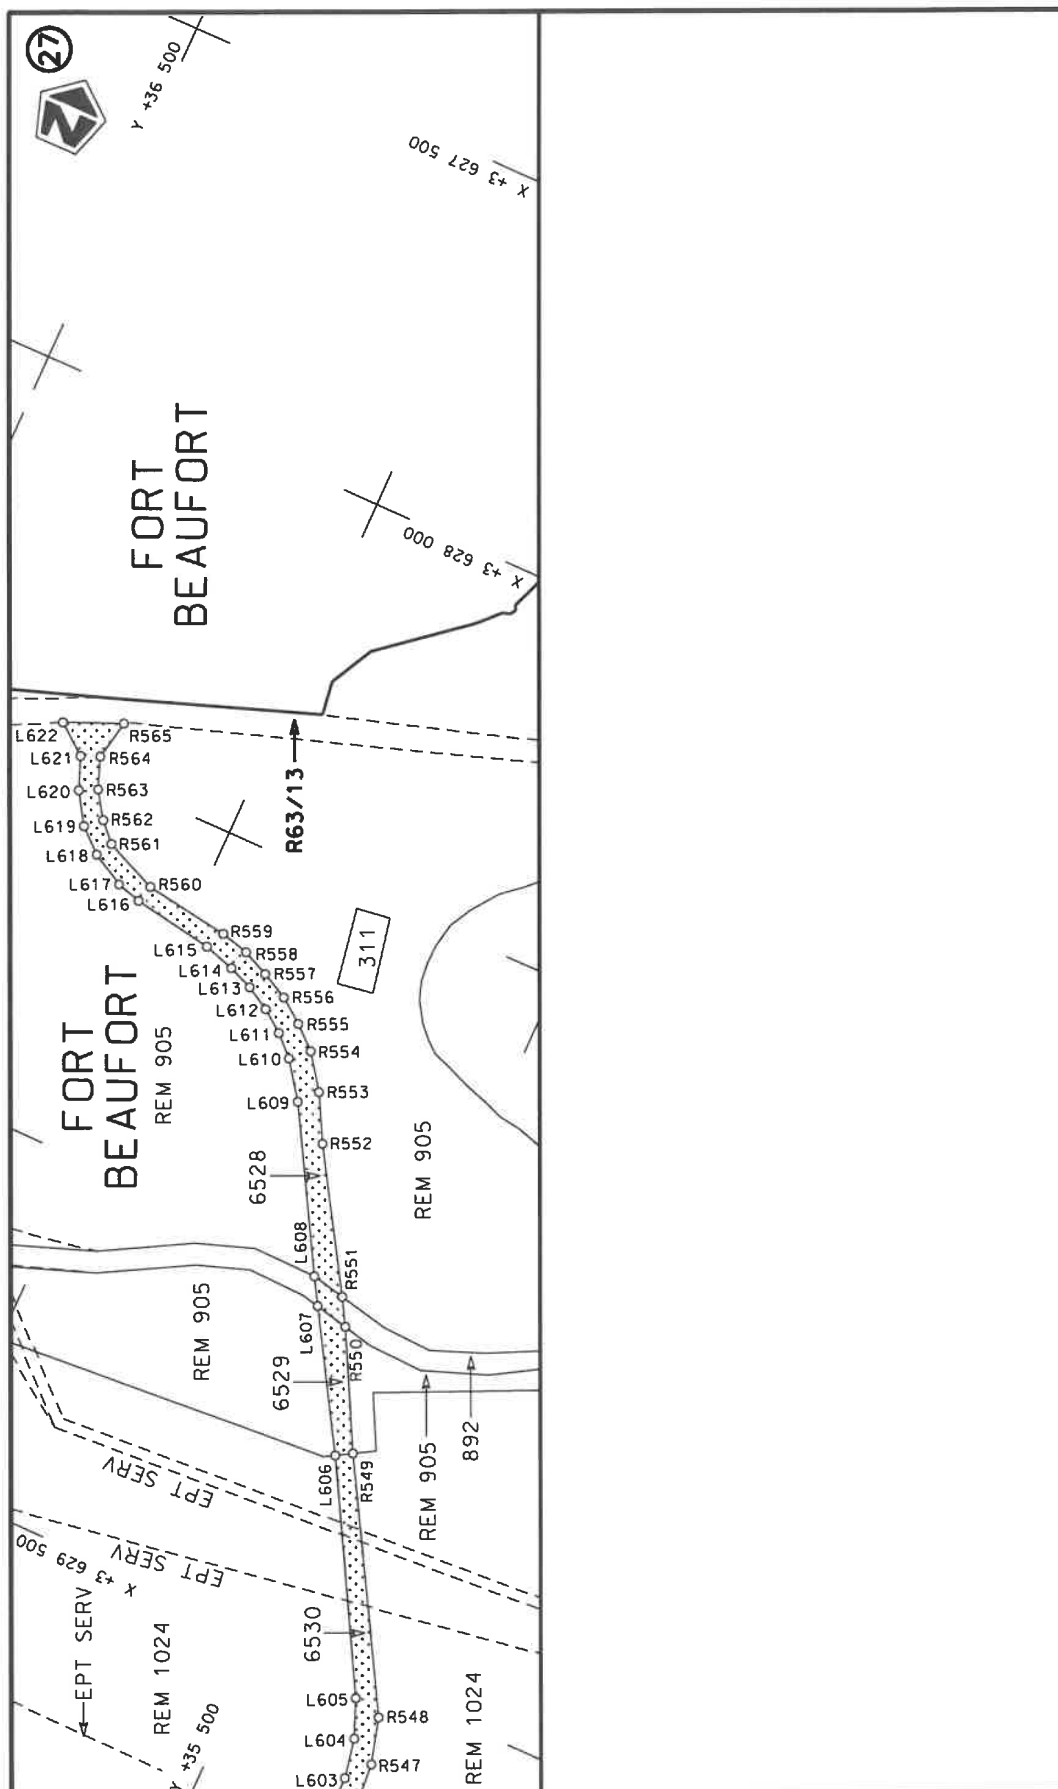 27
Y +36 500
X +3 627 500
FORT
BEAUFORT
X +3 628 000
L622
R565
L621
R564
L620
R563
L619
R562
L618
R561
L617
R560
L616
R63/13
R559
L615
R558
L614
R557
L613
R556
L612
R555
L611
R554
L610
R553
L609
R552
311
FORT
BEAUFORT
REM 905
REM 905
6528
L608
R551
L607
R550
REM 905
6529
892
REM 905
L606
R549
EPT SERV
EPT SERV
X +3 629 500
EPT SERV
REM 1024
6530
L605
R548
L604
R547
L603
REM 1024
Y +35 500